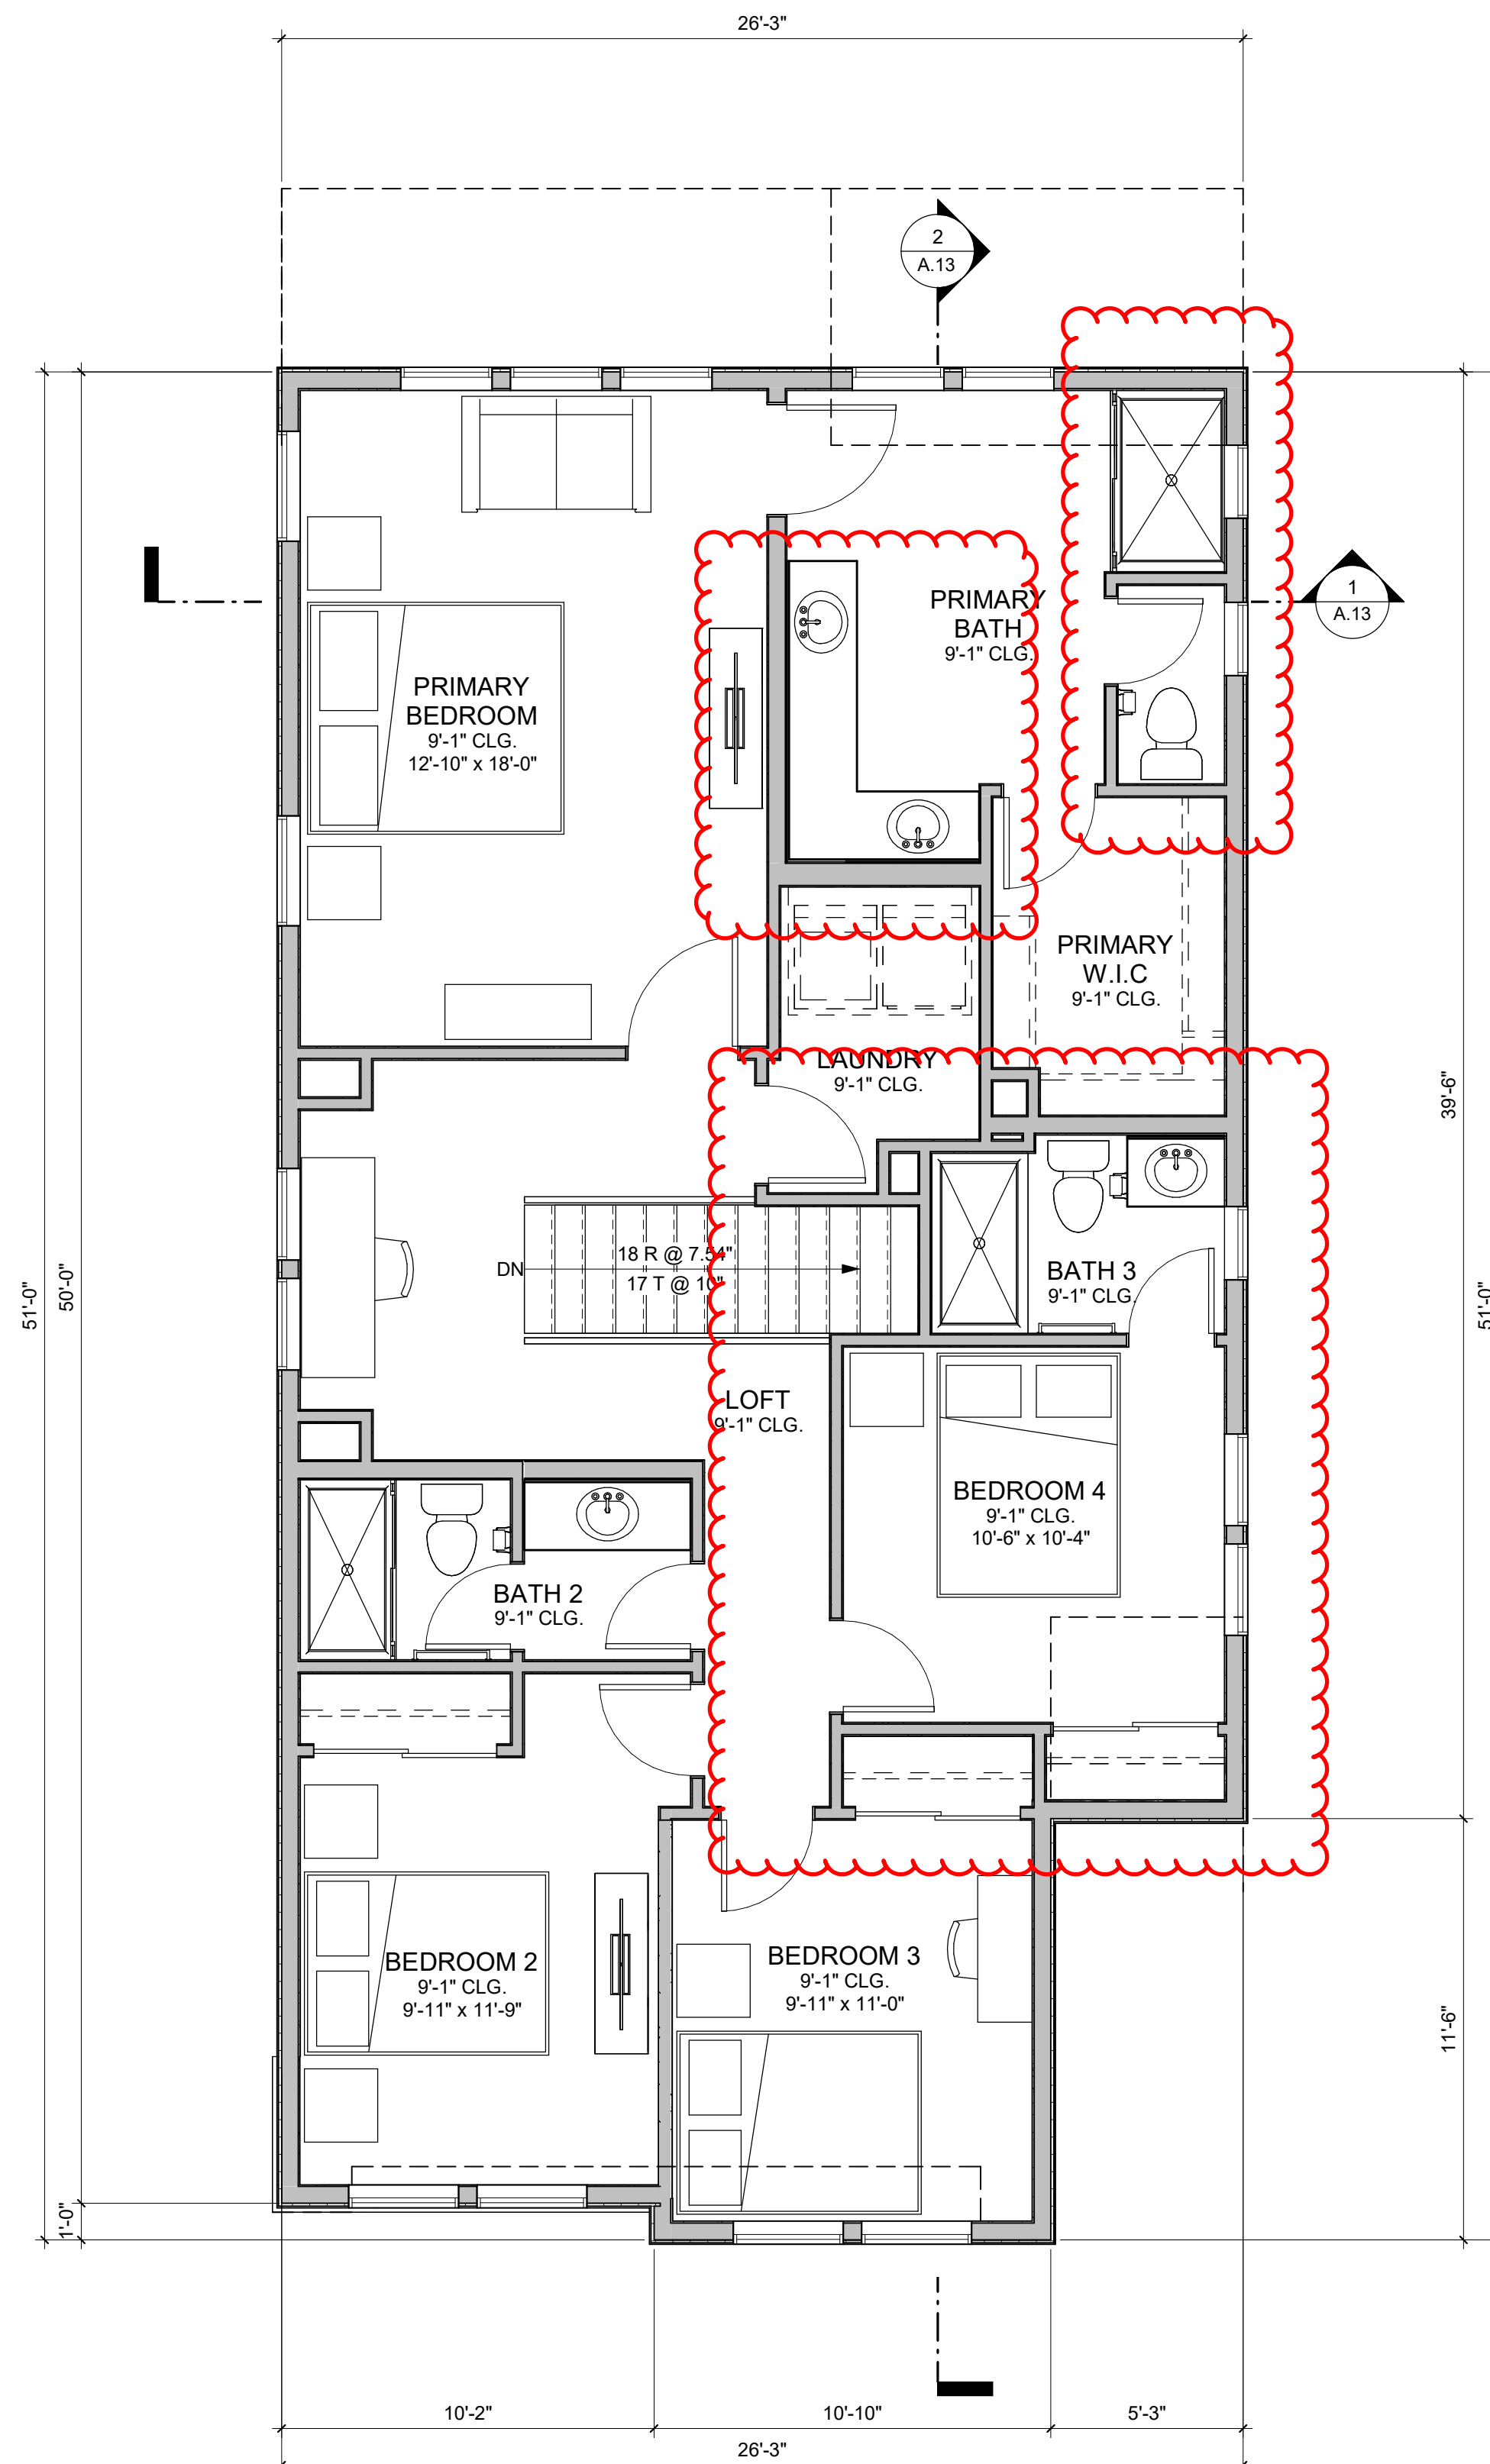 26'-3"
2
A.13
PRIMARY
BATH
9'-1" CLG.
1
A.13
PRIMARY
BEDROOM
9'-1" CLG.
12'-10" x 18'-0"
PRIMARY
W.I.C
9'-1" CLG.
LAUNDRY
9'-1" CLG.
39'-6"
51'-0"
50'-0"
51'-0"
18 R @ 7.54"
DN
17 T @ 10"
BATH 3
9'-1" CLG.
LOFT
9'-1" CLG.
BEDROOM 4
9'-1" CLG.
10'-6" x 10'-4"
BATH 2
9'-1" CLG.
BEDROOM 2
9'-1" CLG.
9'-11" x 11'-9"
BEDROOM 3
9'-1" CLG.
9'-11" x 11'-0"
11'-6"
1'-0"
10'-2"
10'-10"
5'-3"
26'-3"